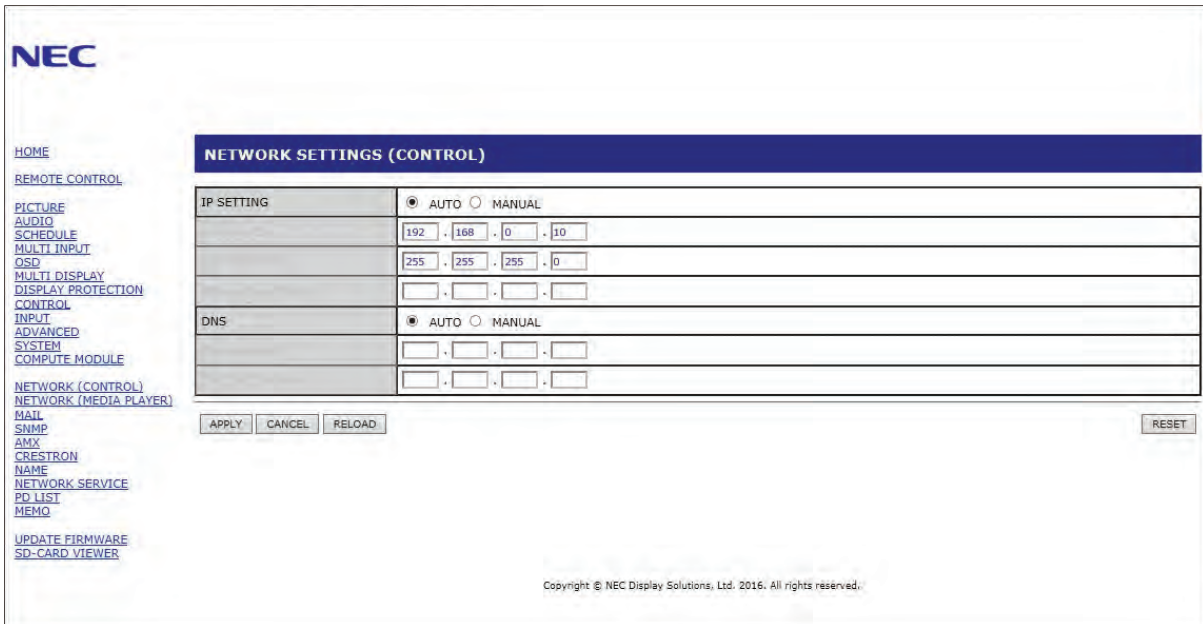 NEC
HOME
REMOTE CONTROL
PICTURE
AUDIO
SCHEDULE
MULTI INPUT
OSD
MULTI DISPLAY
DISPLAY PROTECTION
CONTROL
INPUT
ADVANCED
SYSTEM
COMPUTE MODULE
NETWORK (CONTROL)
NETWORK (MEDIA PLAYER)
MAIL
SNMP
AMX
CRESTRON
NAME
NETWORK SERVICE
PD LIST
MEMO
UPDATE FIRMWARE
SD-CARD VIEWER
NETWORK SETTINGS (CONTROL)
IP SETTING AUTO MANUAL
192 . 168 . 0 . 10
255 . 255 . 255 . 0
. . .
DNS AUTO MANUAL
. . .
. . .
APPLY CANCEL RELOAD RESET
Copyright © NEC Display Solutions, Ltd. 2016. All rights reserved.